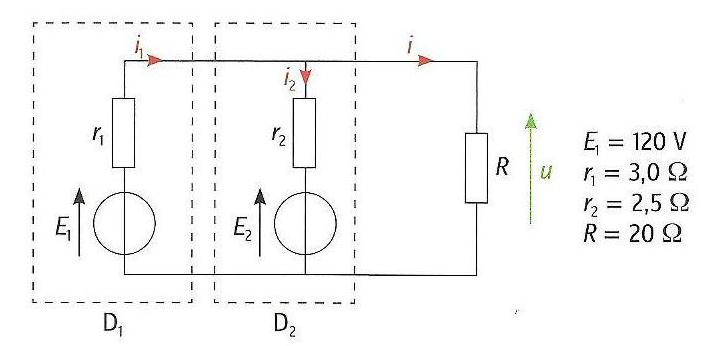 i₁
i₂
i
r₁
r₂
R
u
E₁
E₂
E₁ = 120 V
r₁ = 3,0 Ω
r₂ = 2,5 Ω
R = 20 Ω
D₁
D₂